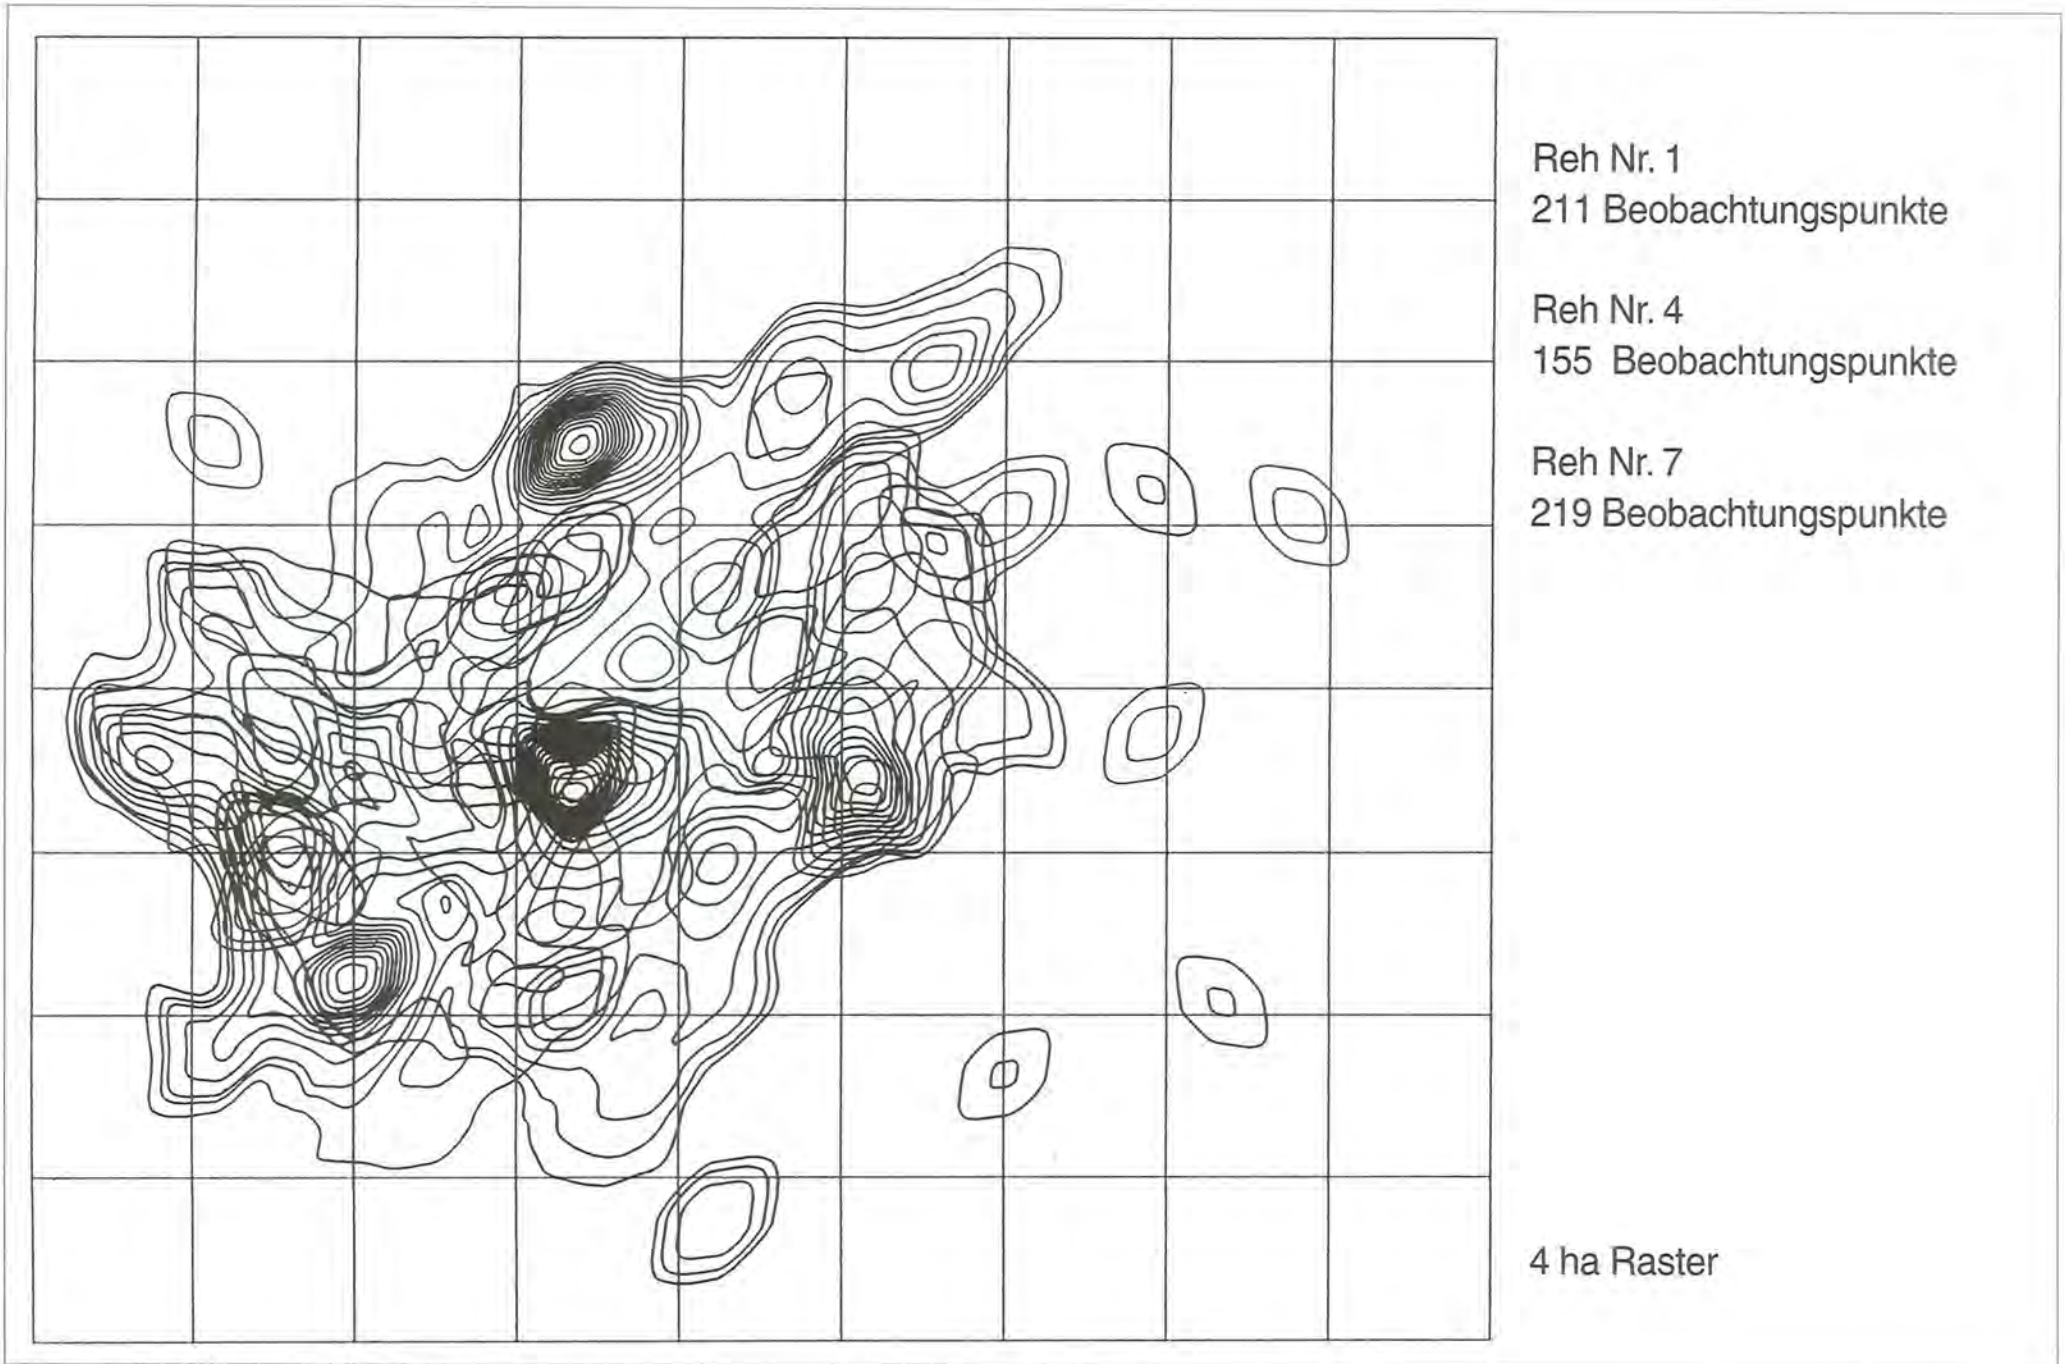 Reh Nr. 1
211 Beobachtungspunkte
Reh Nr. 4
155 Beobachtungspunkte
Reh Nr. 7
219 Beobachtungspunkte
4 ha Raster